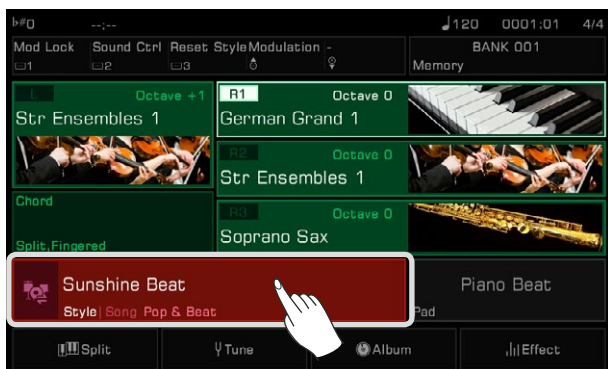 b#0 --;-- ♩120 0001:01 4/4
Mod Lock Sound Ctrl Reset StyleModulation - BANK 001
1 2 3 Memory
L Octave +1
Str Ensembles 1
R1 Octave 0
German Grand 1
R2 Octave 0
Str Ensembles 1
Chord
Split,Fingered
R3 Octave 0
Soprano Sax
Sunshine Beat
Style| Song Pop & Beat
Piano Beat
Pad
Split Tune Album Effect